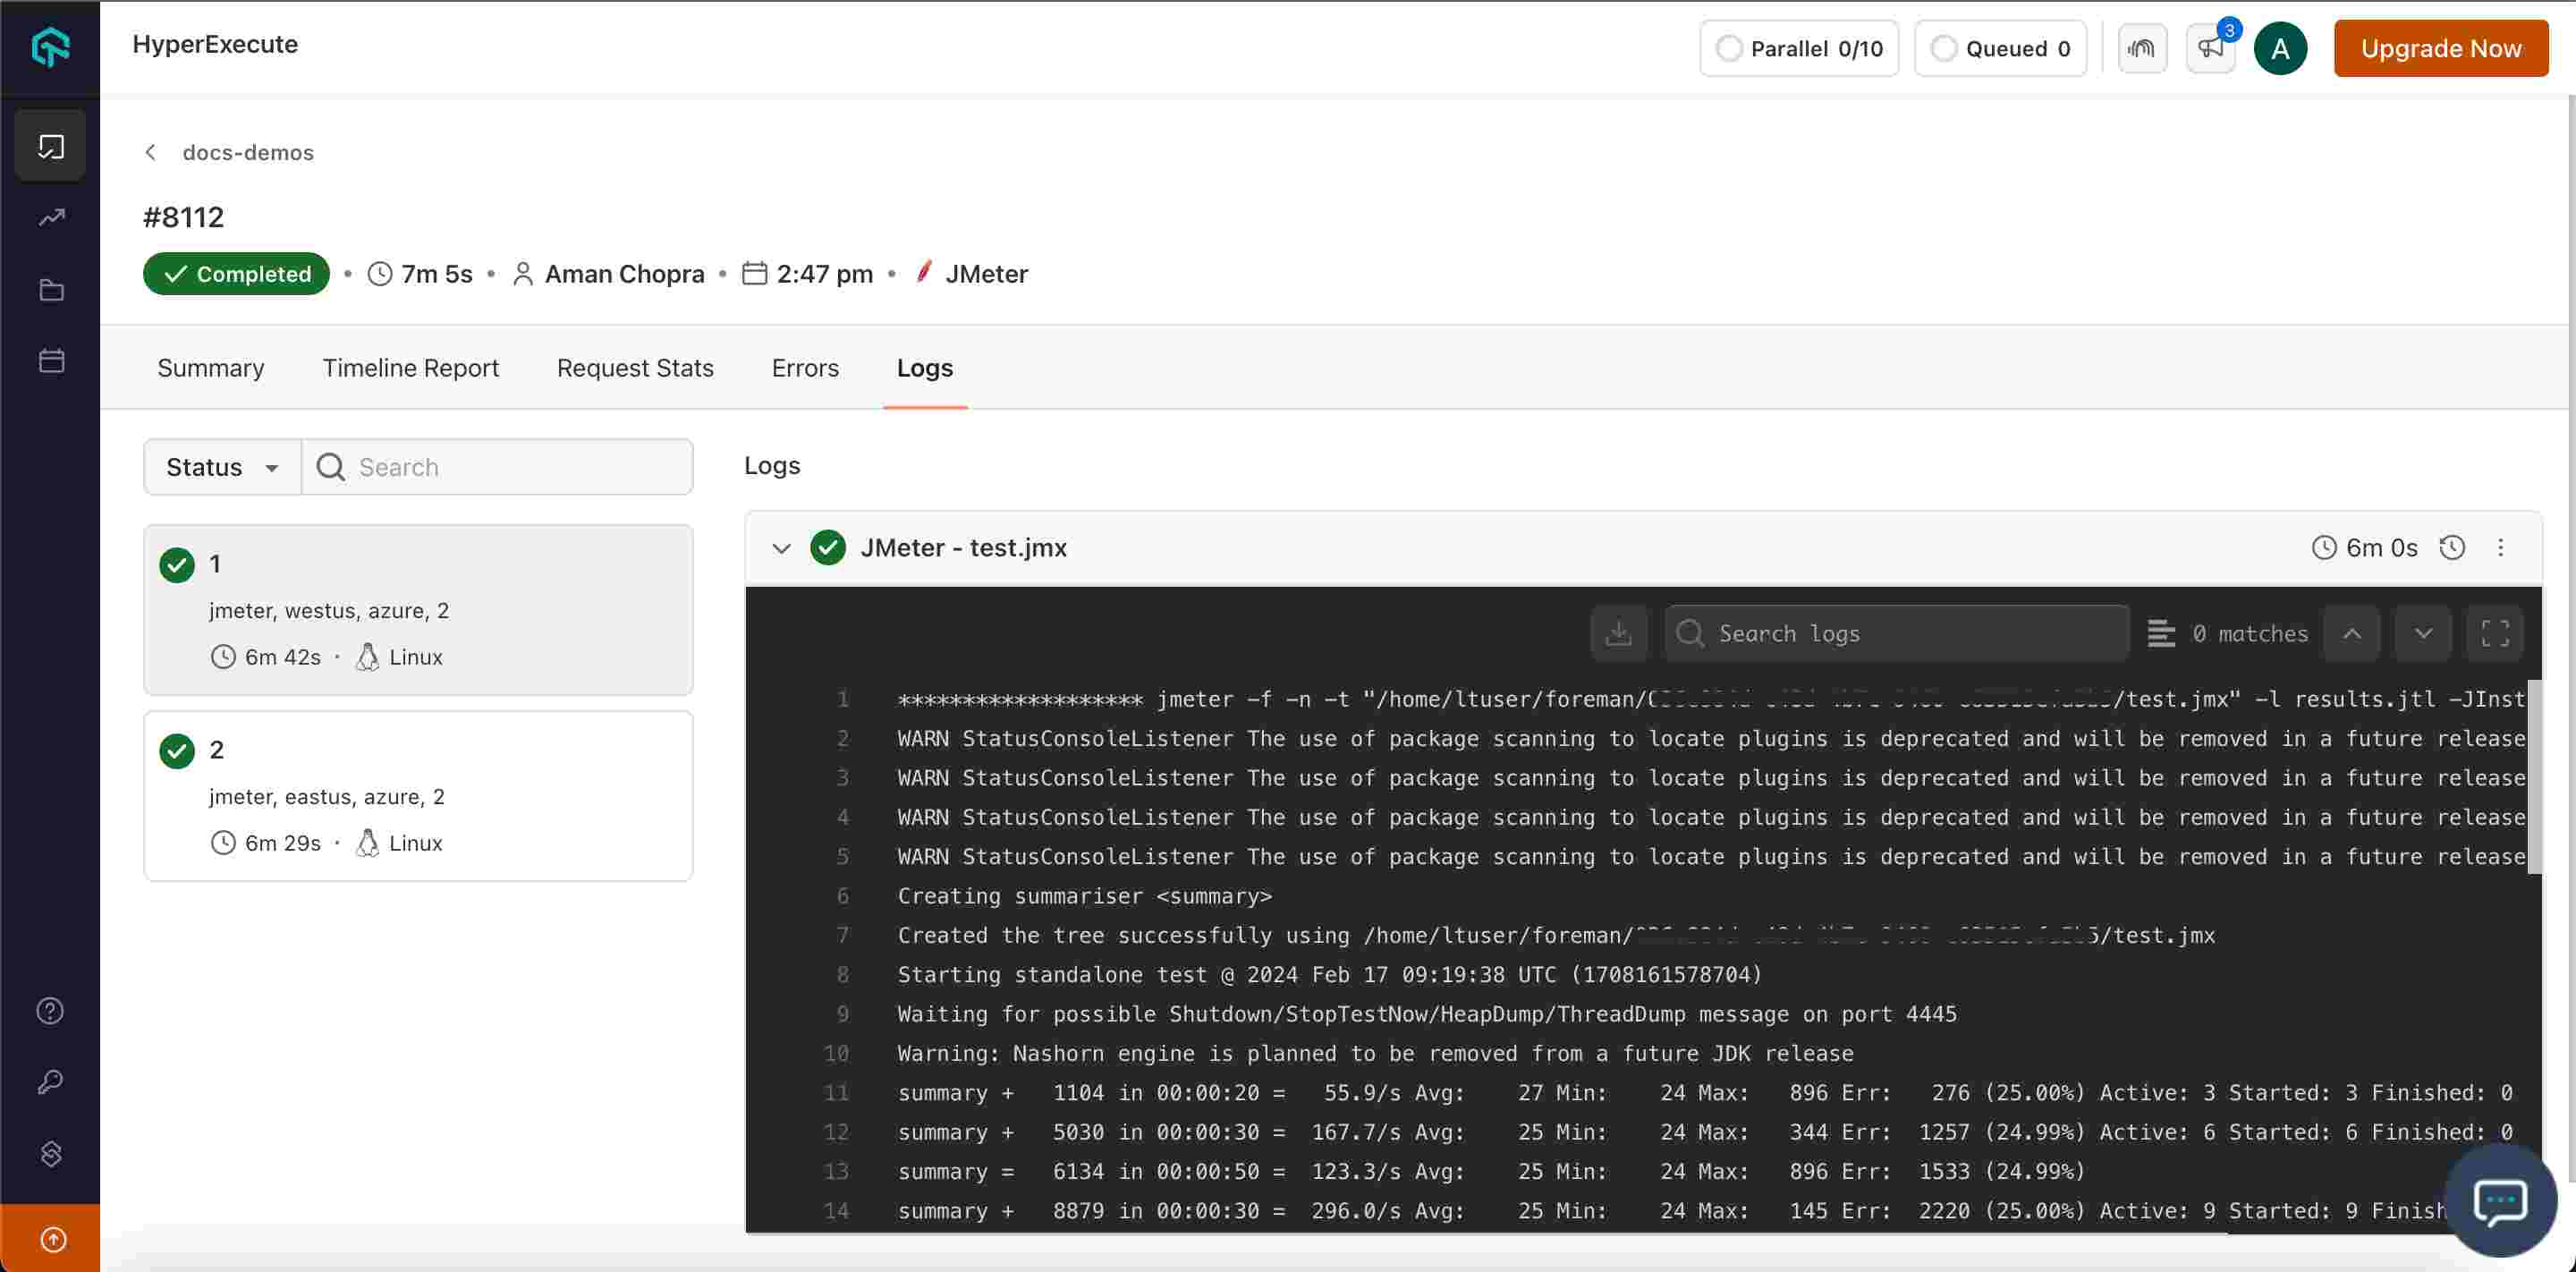 HyperExecute
Parallel 0/10
Queued 0
3
A
Upgrade Now
docs-demos
#8112
Completed • 7m 5s • Aman Chopra • 2:47 pm • JMeter
Summary Timeline Report Request Stats Errors Logs
Status Search
1
jmeter, westus, azure, 2
6m 42s · Linux
2
jmeter, eastus, azure, 2
6m 29s · Linux
Logs
JMeter - test.jmx 6m 0s
Search logs 0 matches
1 ******************* jmeter -f -n -t "/home/ltuser/foreman/ /test.jmx" -l results.jtl -JInst
2 WARN StatusConsoleListener The use of package scanning to locate plugins is deprecated and will be removed in a future release
3 WARN StatusConsoleListener The use of package scanning to locate plugins is deprecated and will be removed in a future release
4 WARN StatusConsoleListener The use of package scanning to locate plugins is deprecated and will be removed in a future release
5 WARN StatusConsoleListener The use of package scanning to locate plugins is deprecated and will be removed in a future release
6 Creating summariser <summary>
7 Created the tree successfully using /home/ltuser/foreman/ /test.jmx
8 Starting standalone test @ 2024 Feb 17 09:19:38 UTC (1708161578704)
9 Waiting for possible Shutdown/StopTestNow/HeapDump/ThreadDump message on port 4445
10 Warning: Nashorn engine is planned to be removed from a future JDK release
11 summary + 1104 in 00:00:20 = 55.9/s Avg: 27 Min: 24 Max: 896 Err: 276 (25.00%) Active: 3 Started: 3 Finished: 0
12 summary + 5030 in 00:00:30 = 167.7/s Avg: 25 Min: 24 Max: 344 Err: 1257 (24.99%) Active: 6 Started: 6 Finished: 0
13 summary = 6134 in 00:00:50 = 123.3/s Avg: 25 Min: 24 Max: 896 Err: 1533 (24.99%)
14 summary + 8879 in 00:00:30 = 296.0/s Avg: 25 Min: 24 Max: 145 Err: 2220 (25.00%) Active: 9 Started: 9 Finish